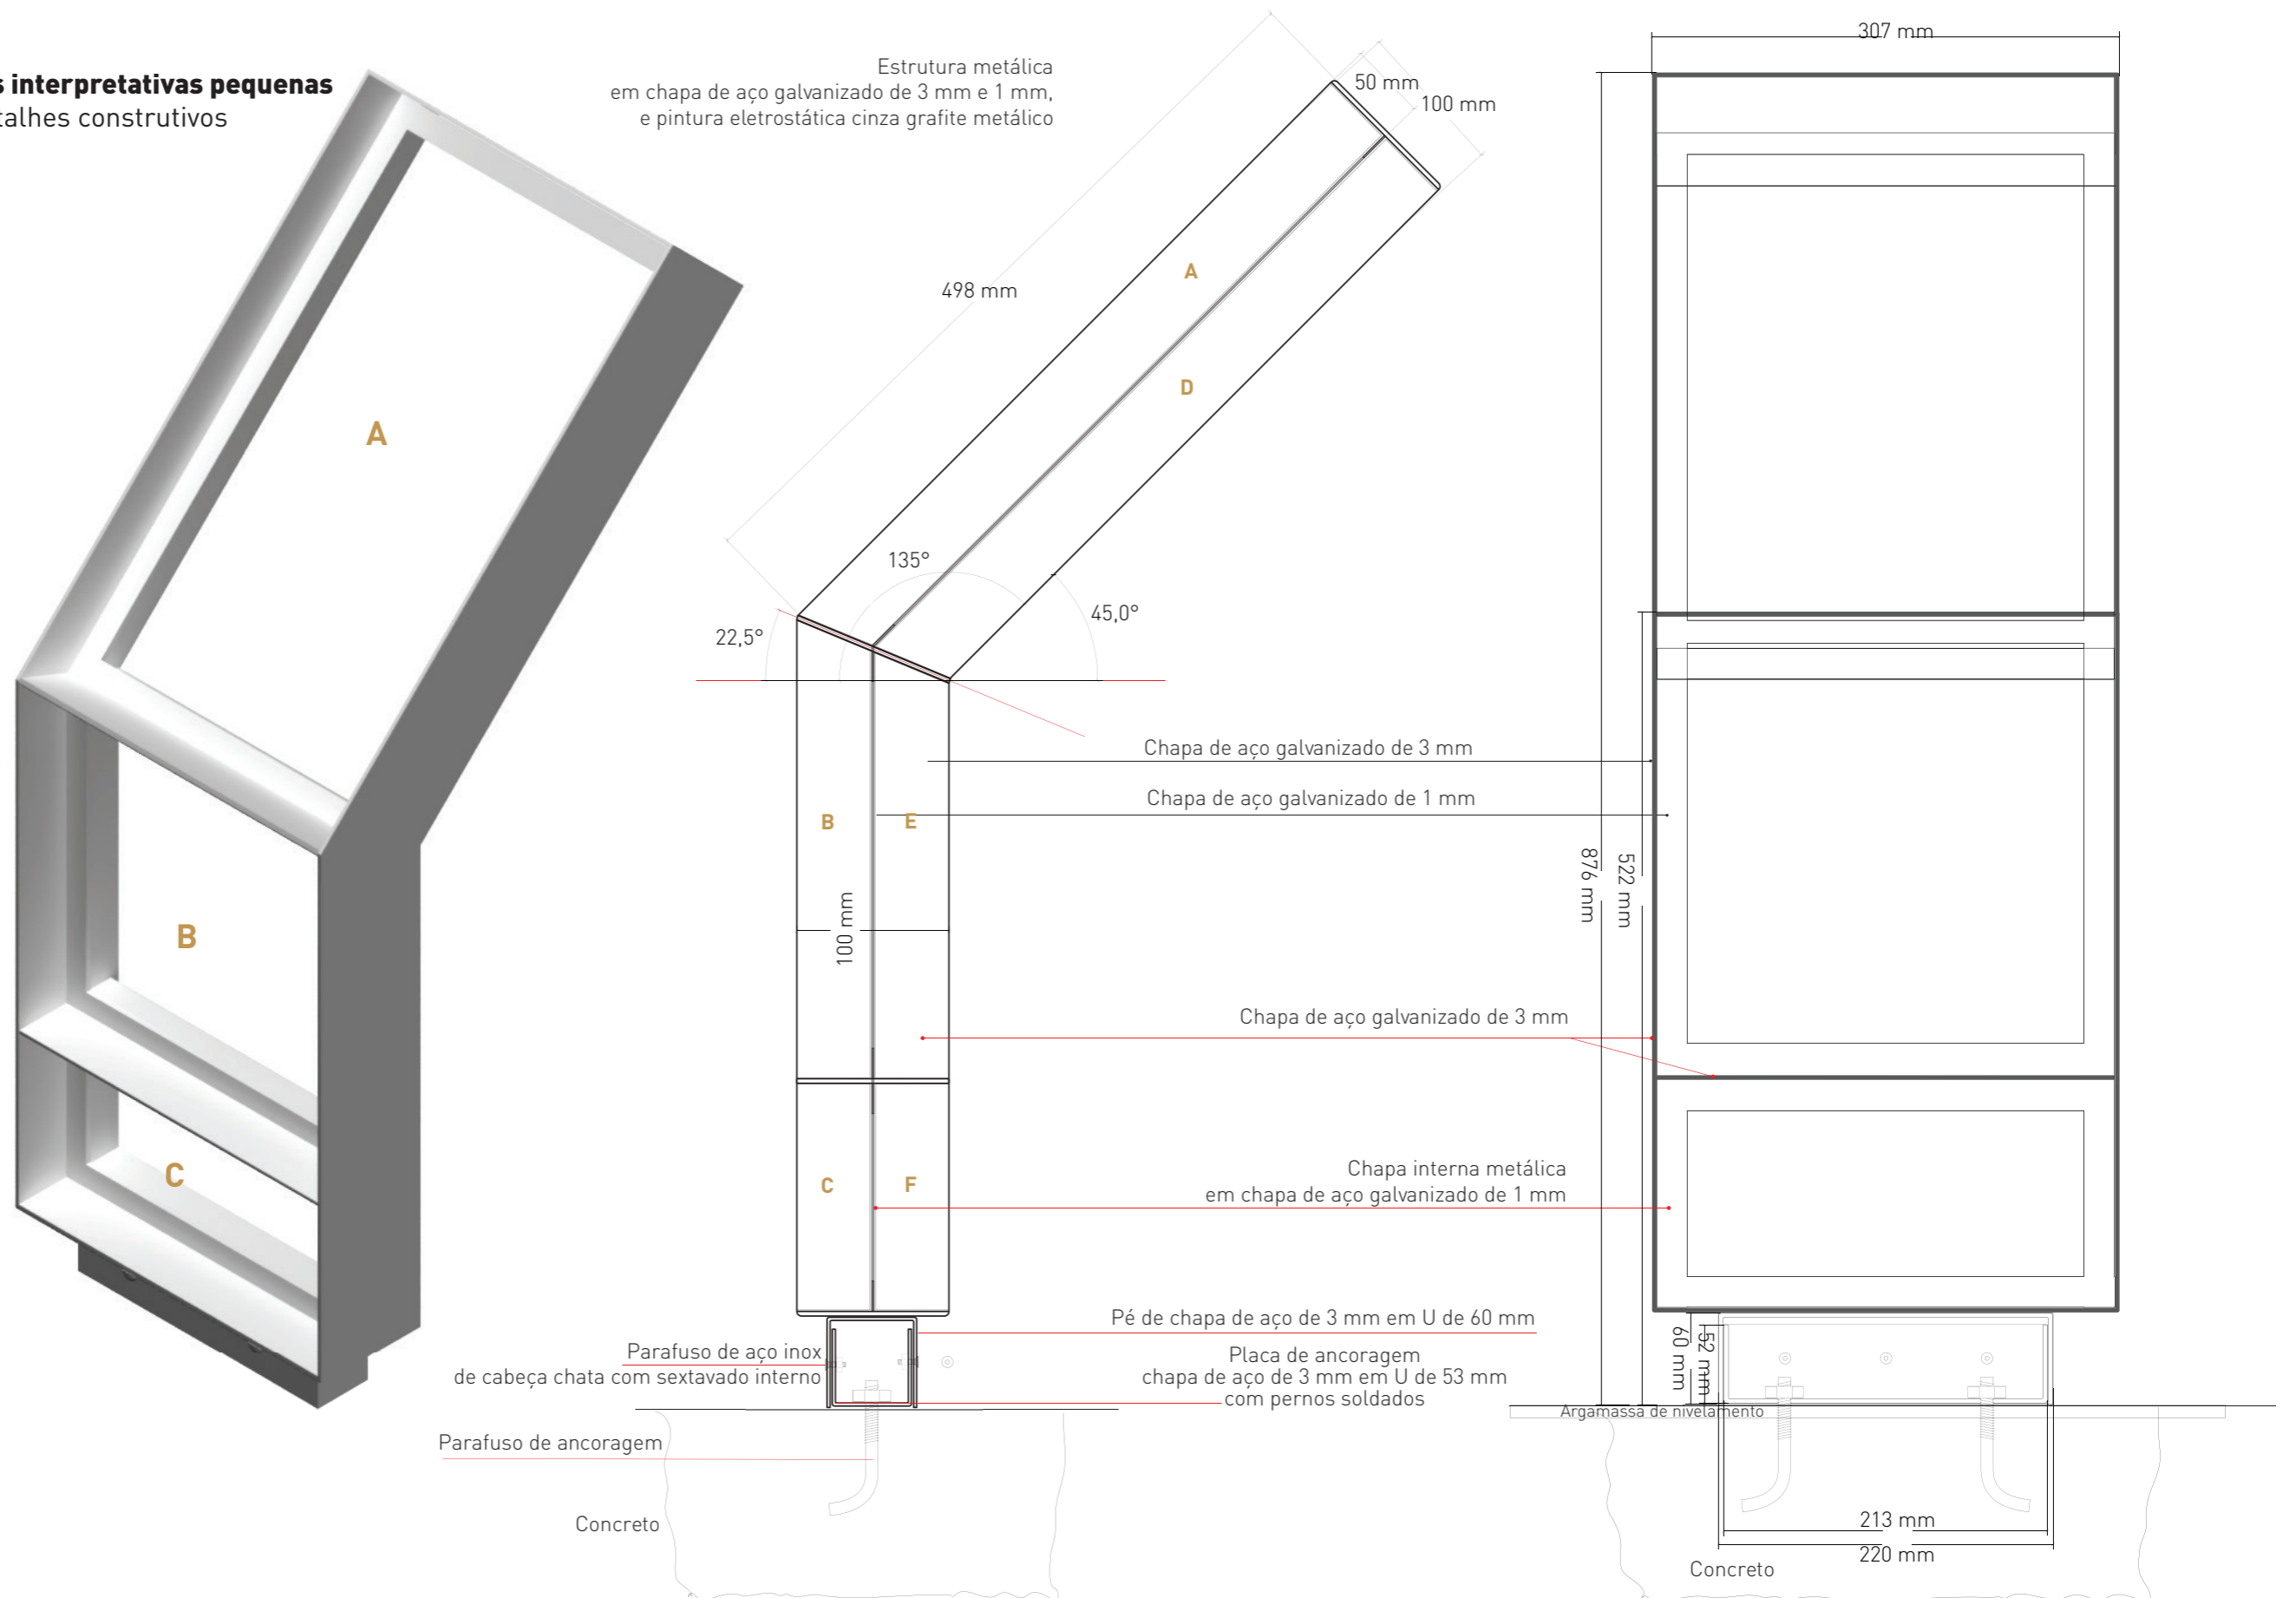 interpretativas pequenas
talhes construtivos
Estrutura metálica
em chapa de aço galvanizado de 3 mm e 1 mm,
e pintura eletrostática cinza grafite metálico
50 mm
100 mm
307 mm
A
A
D
498 mm
135°
45,0°
22,5°
Chapa de aço galvanizado de 3 mm
Chapa de aço galvanizado de 1 mm
B
E
B
876 mm
522 mm
100 mm
Chapa de aço galvanizado de 3 mm
C
C
F
Chapa interna metálica
em chapa de aço galvanizado de 1 mm
Pé de chapa de aço de 3 mm em U de 60 mm
Parafuso de aço inox
de cabeça chata com sextavado interno
Placa de ancoragem
chapa de aço de 3 mm em U de 53 mm
com pernos soldados
60 mm
52 mm
Argamassa de nivelamento
Parafuso de ancoragem
Concreto
213 mm
220 mm
Concreto